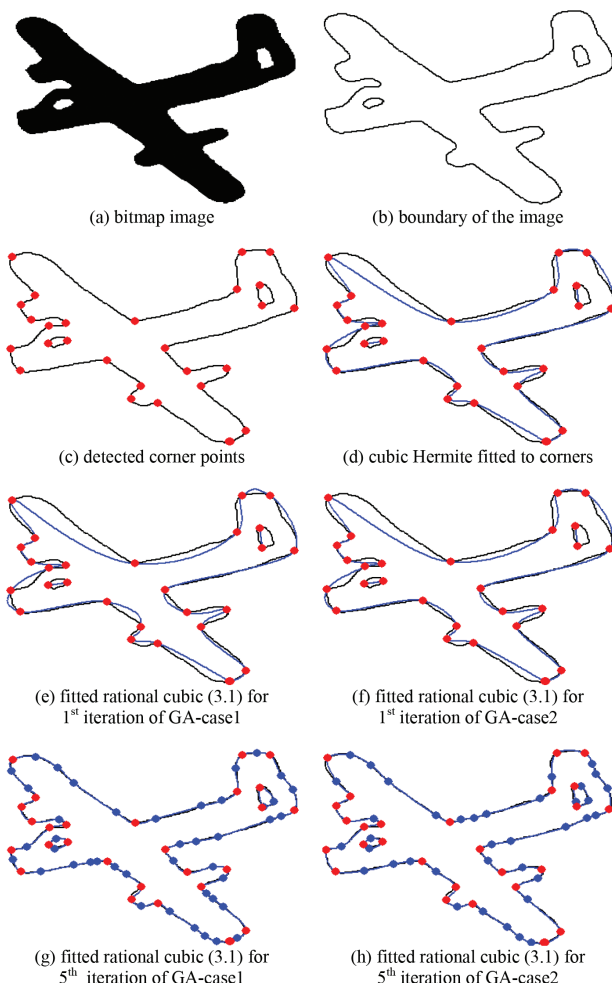 (a) bitmap image
(b) boundary of the image
(c) detected corner points
(d) cubic Hermite fitted to corners
(e) fitted rational cubic (3.1) for
1st iteration of GA-case1
(f) fitted rational cubic (3.1) for
1st iteration of GA-case2
(g) fitted rational cubic (3.1) for
5th iteration of GA-case1
(h) fitted rational cubic (3.1) for
5th iteration of GA-case2